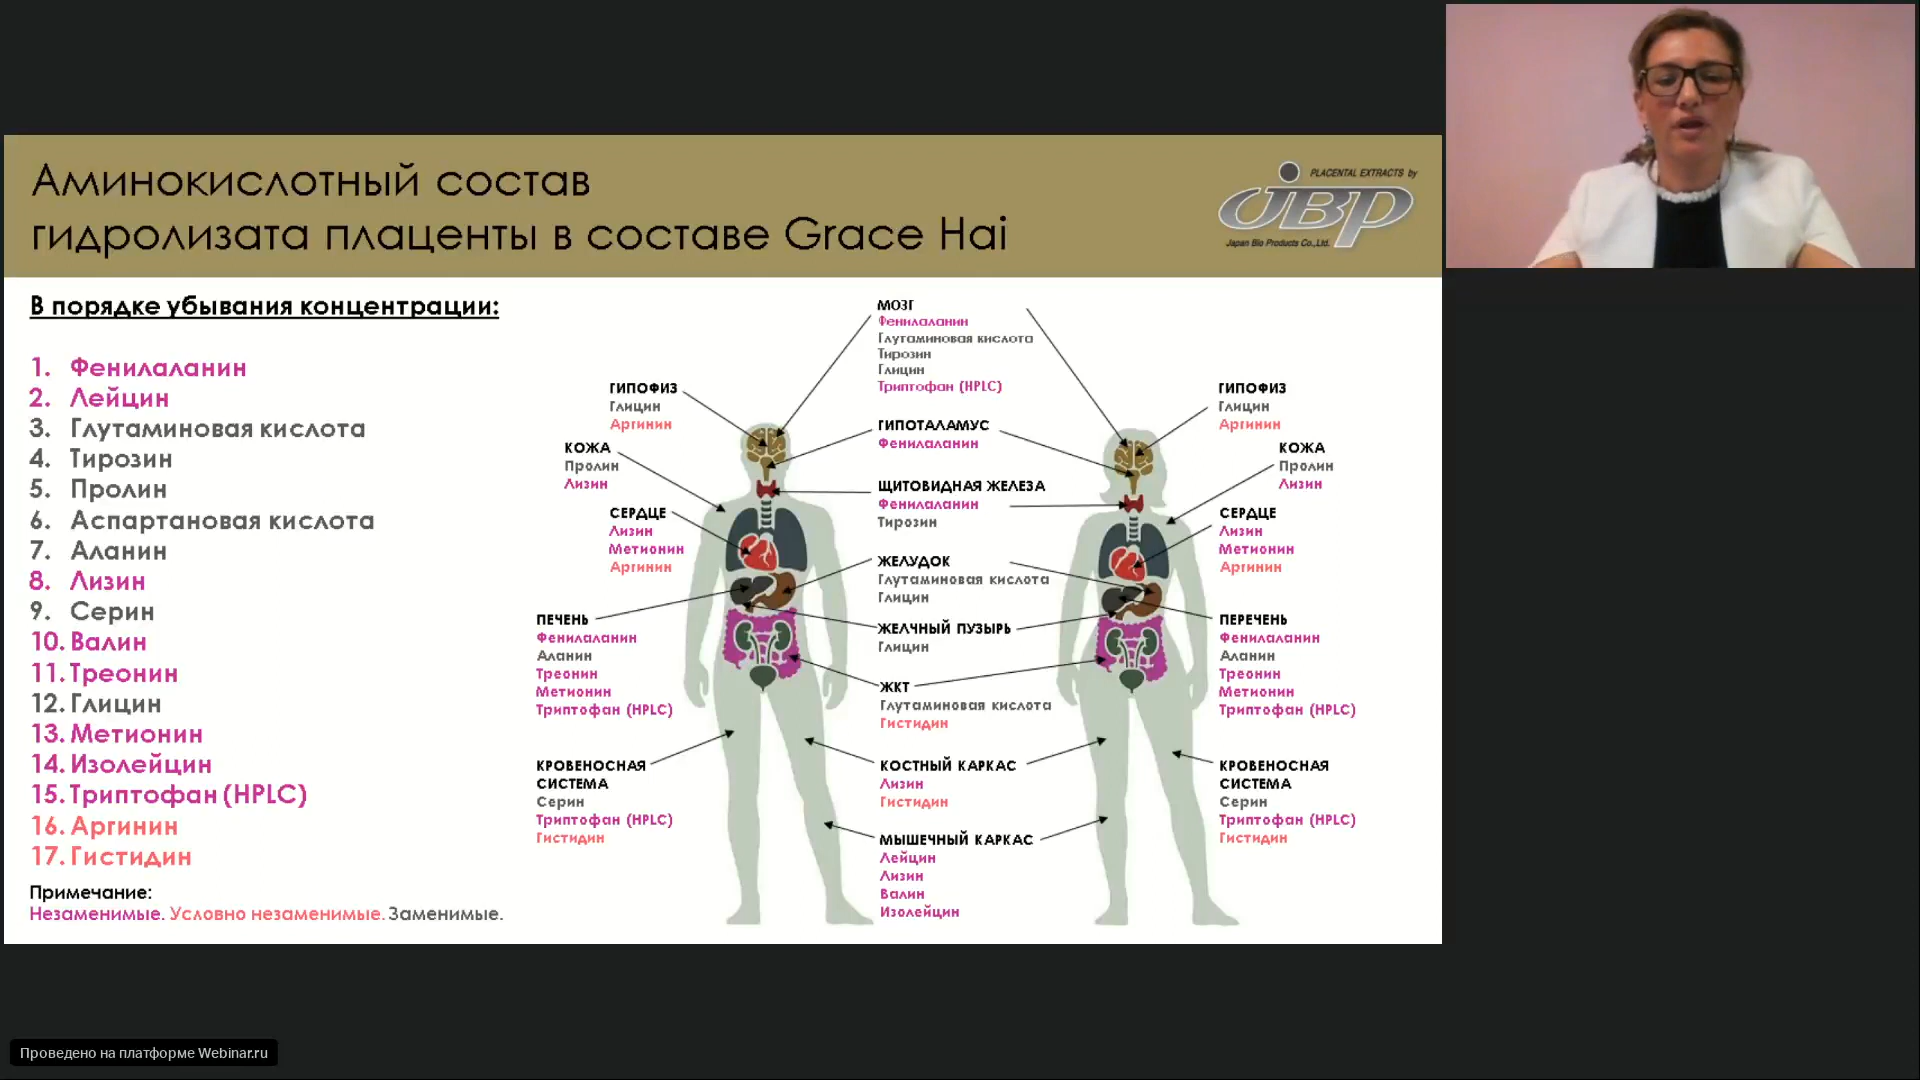 Аминокислотный состав
гидролизата плаценты в составе Grace Hai
PLACENTAL EXTRACTS by
JBP
Japan Bio Products Co.,Ltd.
В порядке убывания концентрации:
1. Фенилаланин
2. Лейцин
3. Глутаминовая кислота
4. Тирозин
5. Пролин
6. Аспартановая кислота
7. Аланин
8. Лизин
9. Серин
10. Валин
11. Треонин
12. Глицин
13. Метионин
14. Изолейцин
15. Триптофан (HPLC)
16. Аргинин
17. Гистидин
Примечание:
Незаменимые. Условно незаменимые. Заменимые.
ГИПОФИЗ
Глицин
Аргинин
КОЖА
Пролин
Лизин
СЕРДЦЕ
Лизин
Метионин
Аргинин
ПЕЧЕНЬ
Фенилаланин
Аланин
Треонин
Метионин
Триптофан (HPLC)
КРОВЕНОСНАЯ
СИСТЕМА
Серин
Триптофан (HPLC)
Гистидин
МОЗГ
Фенилаланин
Глутаминовая кислота
Тирозин
Глицин
Триптофан (HPLC)
ГИПОТАЛАМУС
Фенилаланин
ЩИТОВИДНАЯ ЖЕЛЕЗА
Фенилаланин
Тирозин
ЖЕЛУДОК
Глутаминовая кислота
Глицин
ЖЕЛЧНЫЙ ПУЗЫРЬ
Глицин
ЖКТ
Глутаминовая кислота
Гистидин
КОСТНЫЙ КАРКАС
Лизин
Гистидин
МЫШЕЧНЫЙ КАРКАС
Лейцин
Лизин
Валин
Изолейцин
ГИПОФИЗ
Глицин
Аргинин
КОЖА
Пролин
Лизин
СЕРДЦЕ
Лизин
Метионин
Аргинин
ПЕРЕЧЕНЬ
Фенилаланин
Аланин
Треонин
Метионин
Триптофан (HPLC)
КРОВЕНОСНАЯ
СИСТЕМА
Серин
Триптофан (HPLC)
Гистидин
Проведено на платформе Webinar.ru